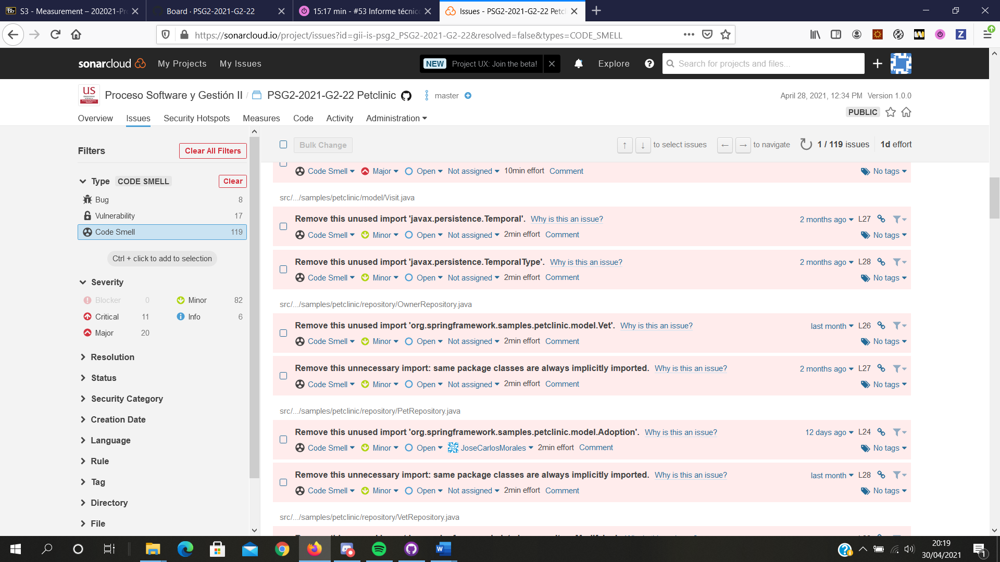 S3 - Measurement – 202021-Pr
Board · PSG2-2021-G2-22
15:17 min - #53 Informe técnic
Issues - PSG2-2021-G2-22 Petcl
https://sonarcloud.io/project/issues?id=gii-is-psg2_PSG2-2021-G2-22&resolved=false&types=CODE_SMELL
sonarcloud My Projects My Issues NEW Project UX: Join the beta! Explore Search for projects and files...
US Proceso Software y Gestión II / PSG2-2021-G2-22 Petclinic master April 28, 2021, 12:34 PM Version 1.0.0
PUBLIC
Overview Issues Security Hotspots Measures Code Activity Administration
Filters Clear All Filters
Type CODE SMELL Clear
Bug 8
Vulnerability 17
Code Smell 119
Ctrl + click to add to selection
Severity
Blocker 0 Minor 82
Critical 11 Info 6
Major 20
Resolution
Status
Security Category
Creation Date
Language
Rule
Tag
Directory
File
Bulk Change ↑ ↓ to select issues ← → to navigate 1 / 119 issues 1d effort
Code Smell Major Open Not assigned 10min effort Comment No tags
src/.../samples/petclinic/model/Visit.java
Remove this unused import 'javax.persistence.Temporal'. Why is this an issue? 2 months ago L27
Code Smell Minor Open Not assigned 2min effort Comment No tags
Remove this unused import 'javax.persistence.TemporalType'. Why is this an issue? 2 months ago L28
Code Smell Minor Open Not assigned 2min effort Comment No tags
src/.../samples/petclinic/repository/OwnerRepository.java
Remove this unused import 'org.springframework.samples.petclinic.model.Vet'. Why is this an issue? last month L26
Code Smell Minor Open Not assigned 2min effort Comment No tags
Remove this unnecessary import: same package classes are always implicitly imported. Why is this an issue? 2 months ago L27
Code Smell Minor Open Not assigned 2min effort Comment No tags
src/.../samples/petclinic/repository/PetRepository.java
Remove this unused import 'org.springframework.samples.petclinic.model.Adoption'. Why is this an issue? 12 days ago L24
Code Smell Minor Open JoseCarlosMorales 2min effort Comment No tags
Remove this unnecessary import: same package classes are always implicitly imported. Why is this an issue? last month L28
Code Smell Minor Open Not assigned 2min effort Comment No tags
src/.../samples/petclinic/repository/VetRepository.java
20:19
30/04/2021
1